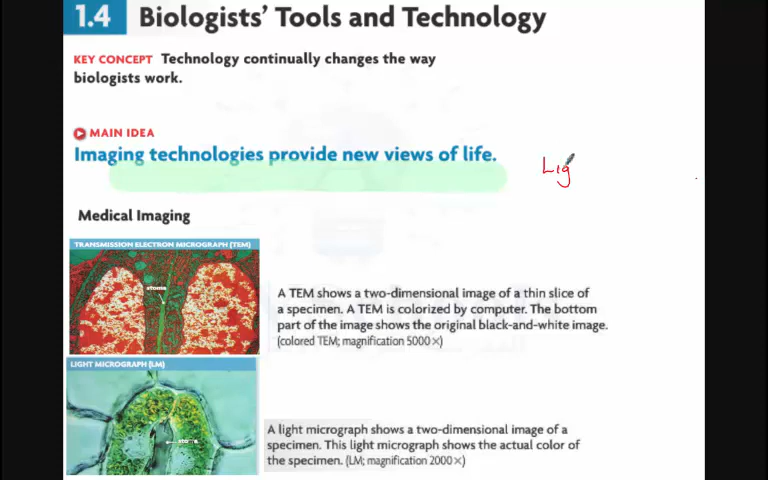 1.4 Biologists' Tools and Technology
KEY CONCEPT Technology continually changes the way
biologists work.
MAIN IDEA
Imaging technologies provide new views of life.
Lig
Medical Imaging
TRANSMISSION ELECTRON MICROGRAPH (TEM)
stoma
A TEM shows a two-dimensional image of a thin slice of
a specimen. A TEM is colorized by computer. The bottom
part of the image shows the original black-and-white image.
(colored TEM; magnification 5000×)
LIGHT MICROGRAPH (LM)
stoma
A light micrograph shows a two-dimensional image of a
specimen. This light micrograph shows the actual color of
the specimen. (LM; magnification 2000×)